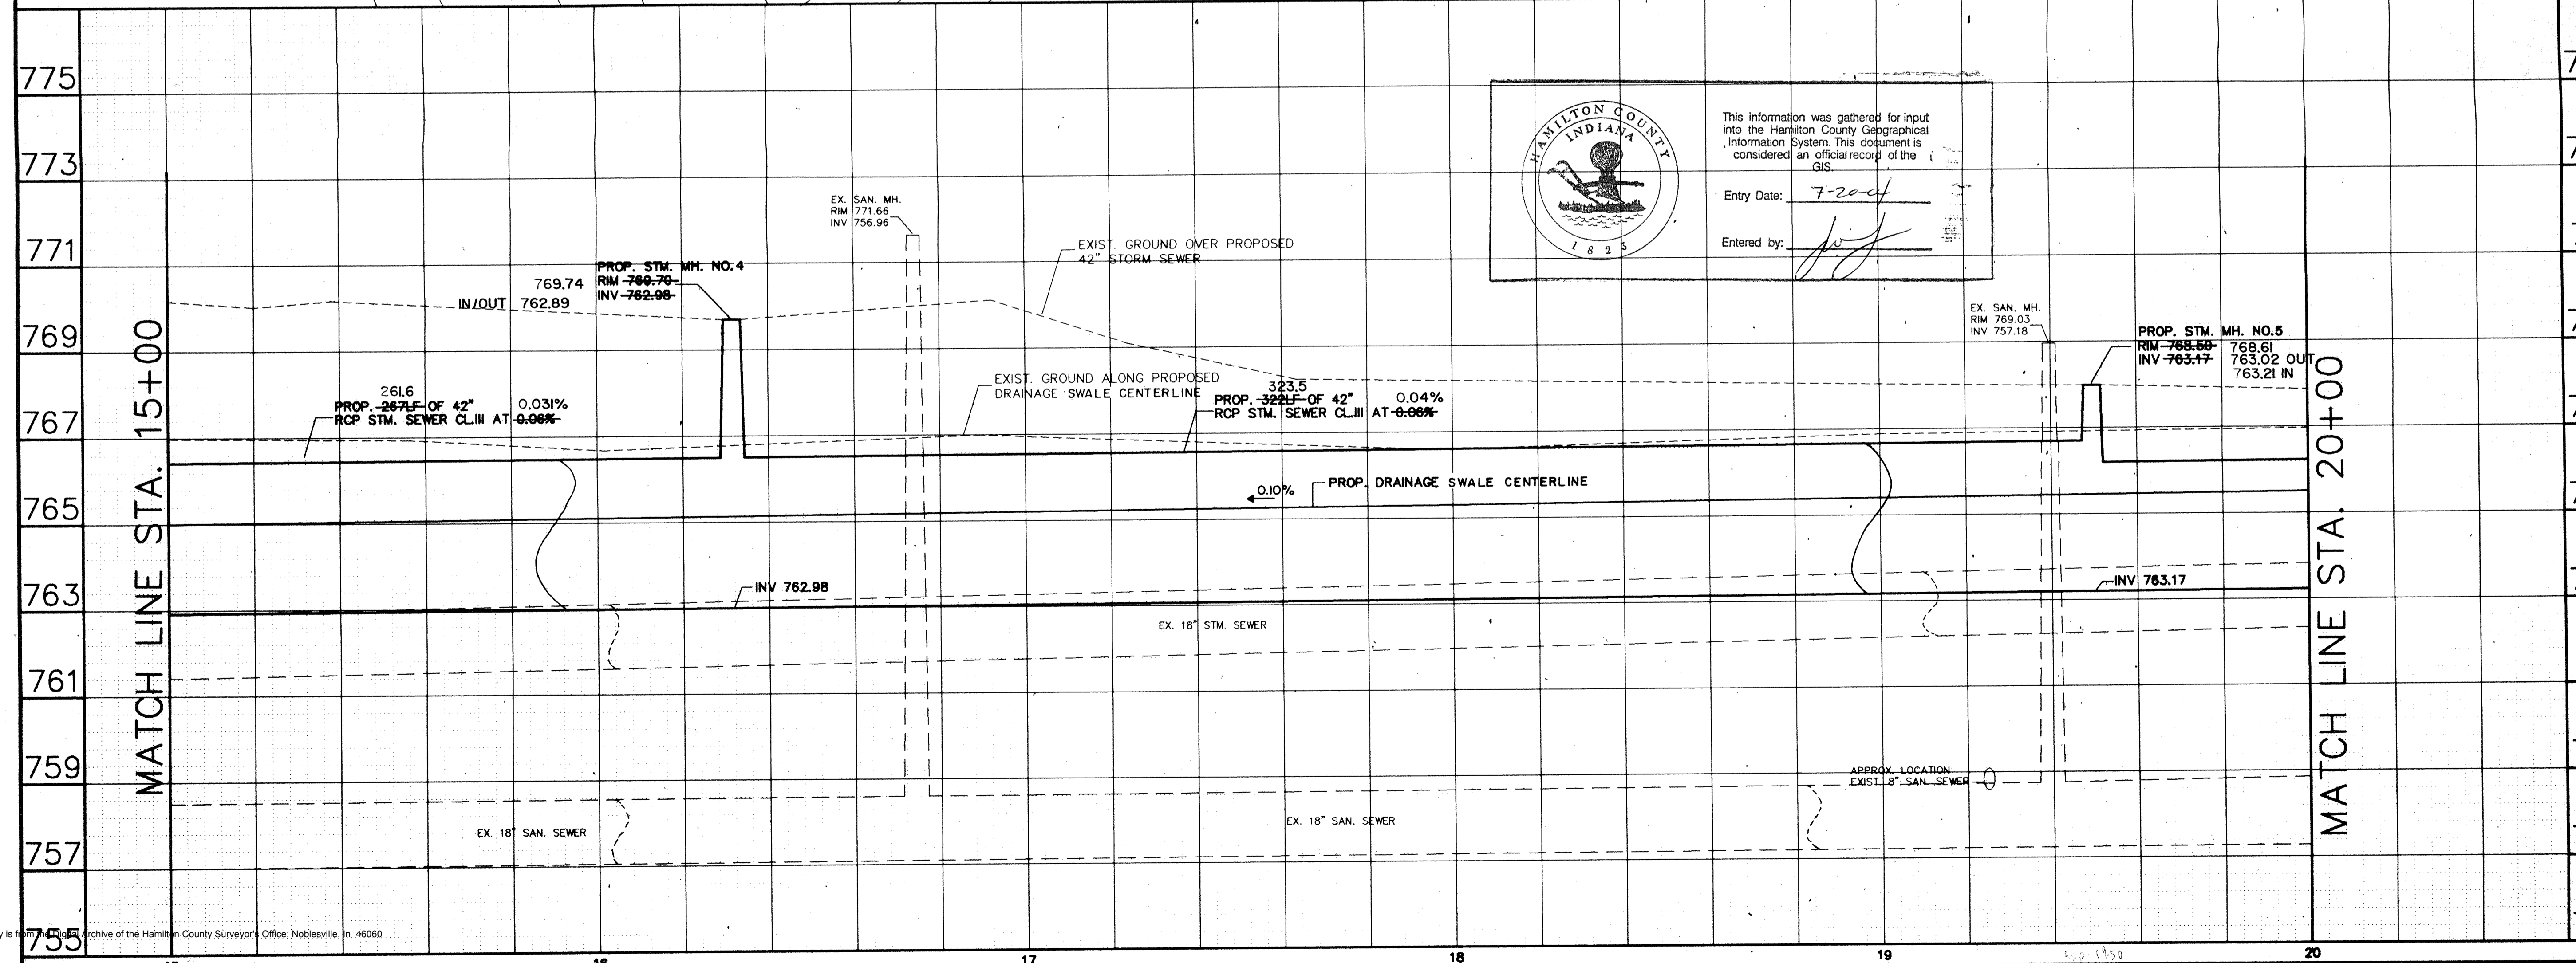 775
773
771
769
767
765
763
761
759
757
755
MATCH LINE STA. 15+00
261.6
PROP. 267LF OF 42" 0.031%
RCP STM. SEWER CL.III AT 0.06%
IN/OUT 762.89
769.74
PROP. STM. MH. NO.4
RIM 769.70
INV 762.98
EX. SAN. MH.
RIM 771.66
INV 756.96
EXIST. GROUND OVER PROPOSED
42" STORM SEWER
EXIST. GROUND ALONG PROPOSED
DRAINAGE SWALE CENTERLINE
323.5
PROP. 322LF OF 42" 0.04%
RCP STM. SEWER CL.III AT 0.06%
0.10%
PROP. DRAINAGE SWALE CENTERLINE
INV 762.98
EX. 18" STM. SEWER
EX. 18" SAN. SEWER
EX. 18" SAN. SEWER
APPROX. LOCATION
EXIST. 8" SAN. SEWER
HAMILTON COUNTY
INDIANA
1823
This information was gathered for input
into the Hamilton County Geographical
Information System. This document is
considered an official record of the
GIS.
Entry Date: 7-20-04
Entered by:
EX. SAN. MH.
RIM 769.03
INV 757.18
PROP. STM. MH. NO.5
RIM 768.50 768.61
INV 763.17 763.02 OUT
763.21 IN
INV 763.17
MATCH LINE STA. 20+00
y is from the Digital Archive of the Hamilton County Surveyor's Office; Noblesville, In 46060
16
17
18
19
20